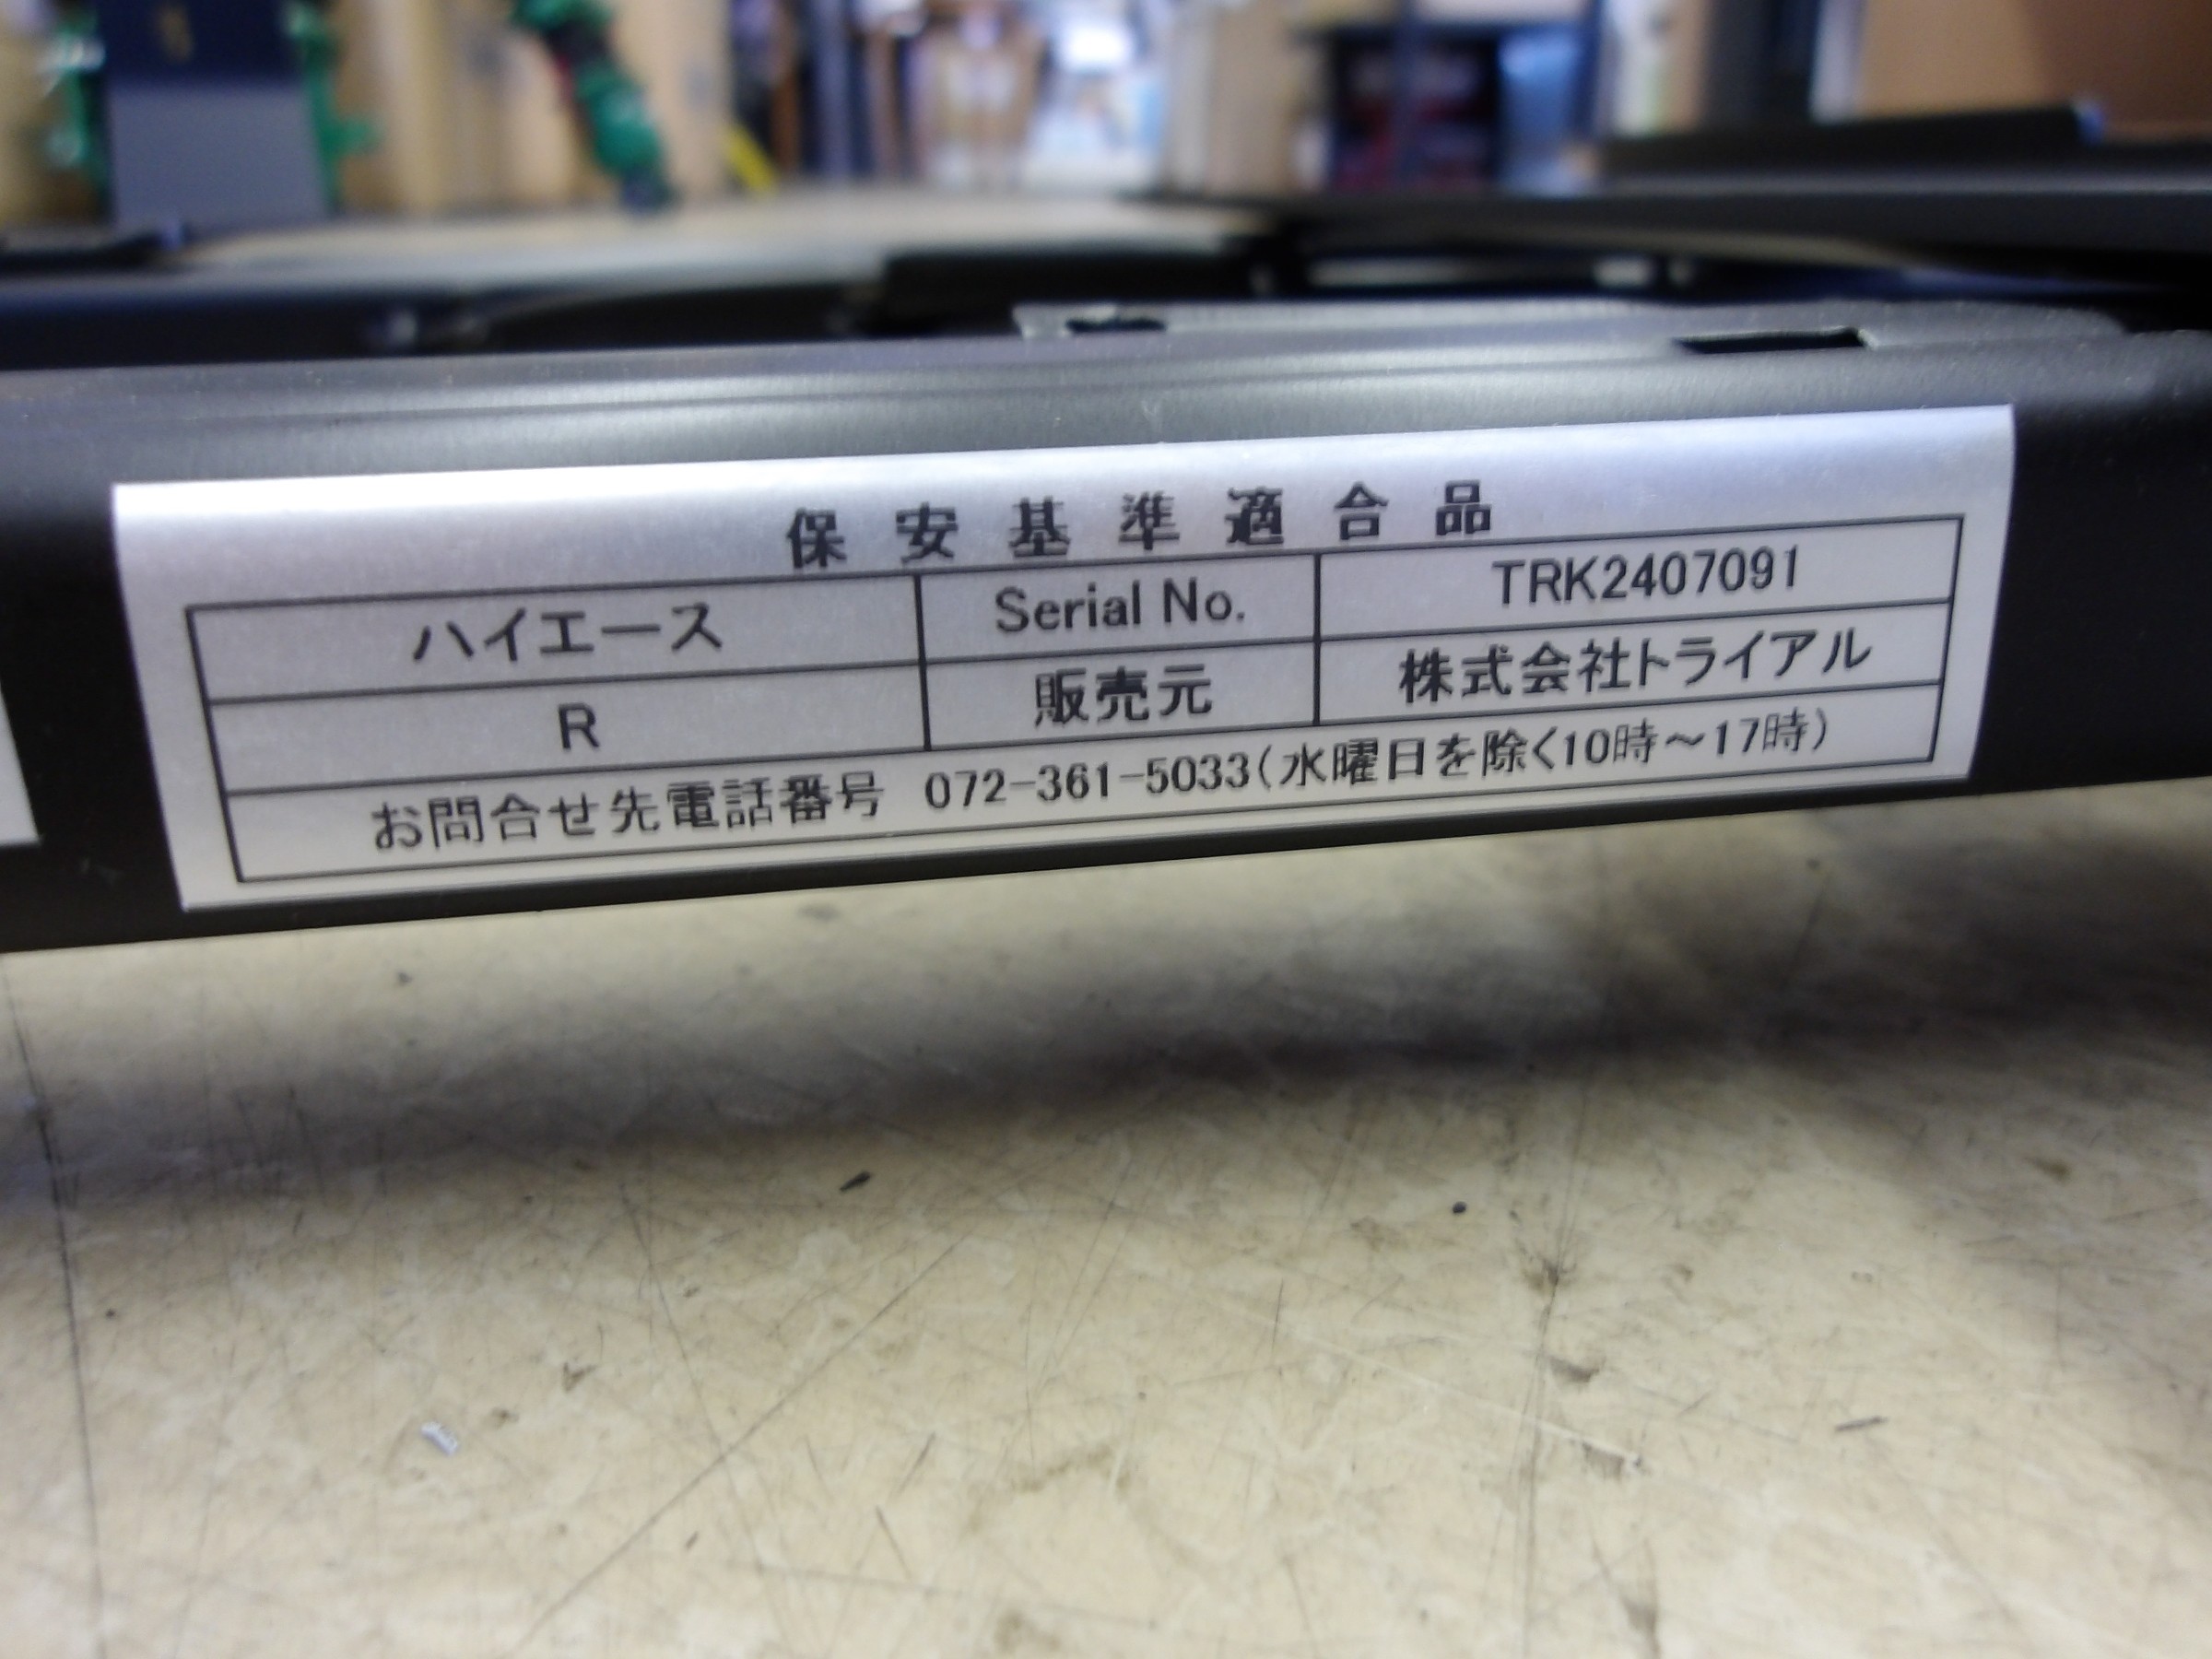 保安基準適合品
ハイエース Serial No. TRK2407091
R 販売元 株式会社トライアル
お問合せ先電話番号 072-361-5033(水曜日を除く10時～17時)